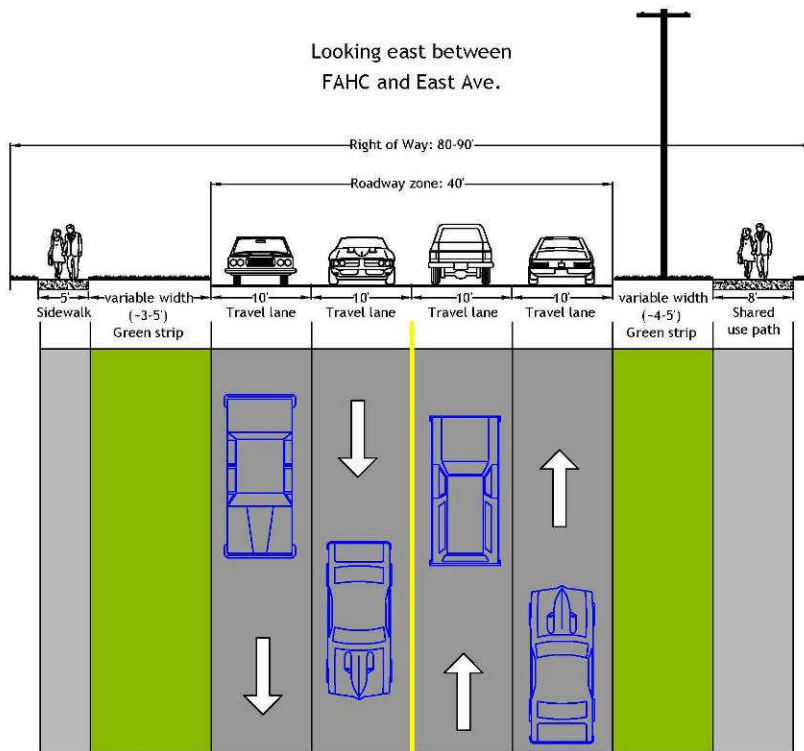 Looking east between
FAHC and East Ave.
Right of Way: 80-90'
Roadway zone: 40'
5'
Sidewalk
variable width
(~3-5')
Green strip
10'
Travel lane
10'
Travel lane
10'
Travel lane
10'
Travel lane
variable width
(~4-5')
Green strip
8'
Shared
use path